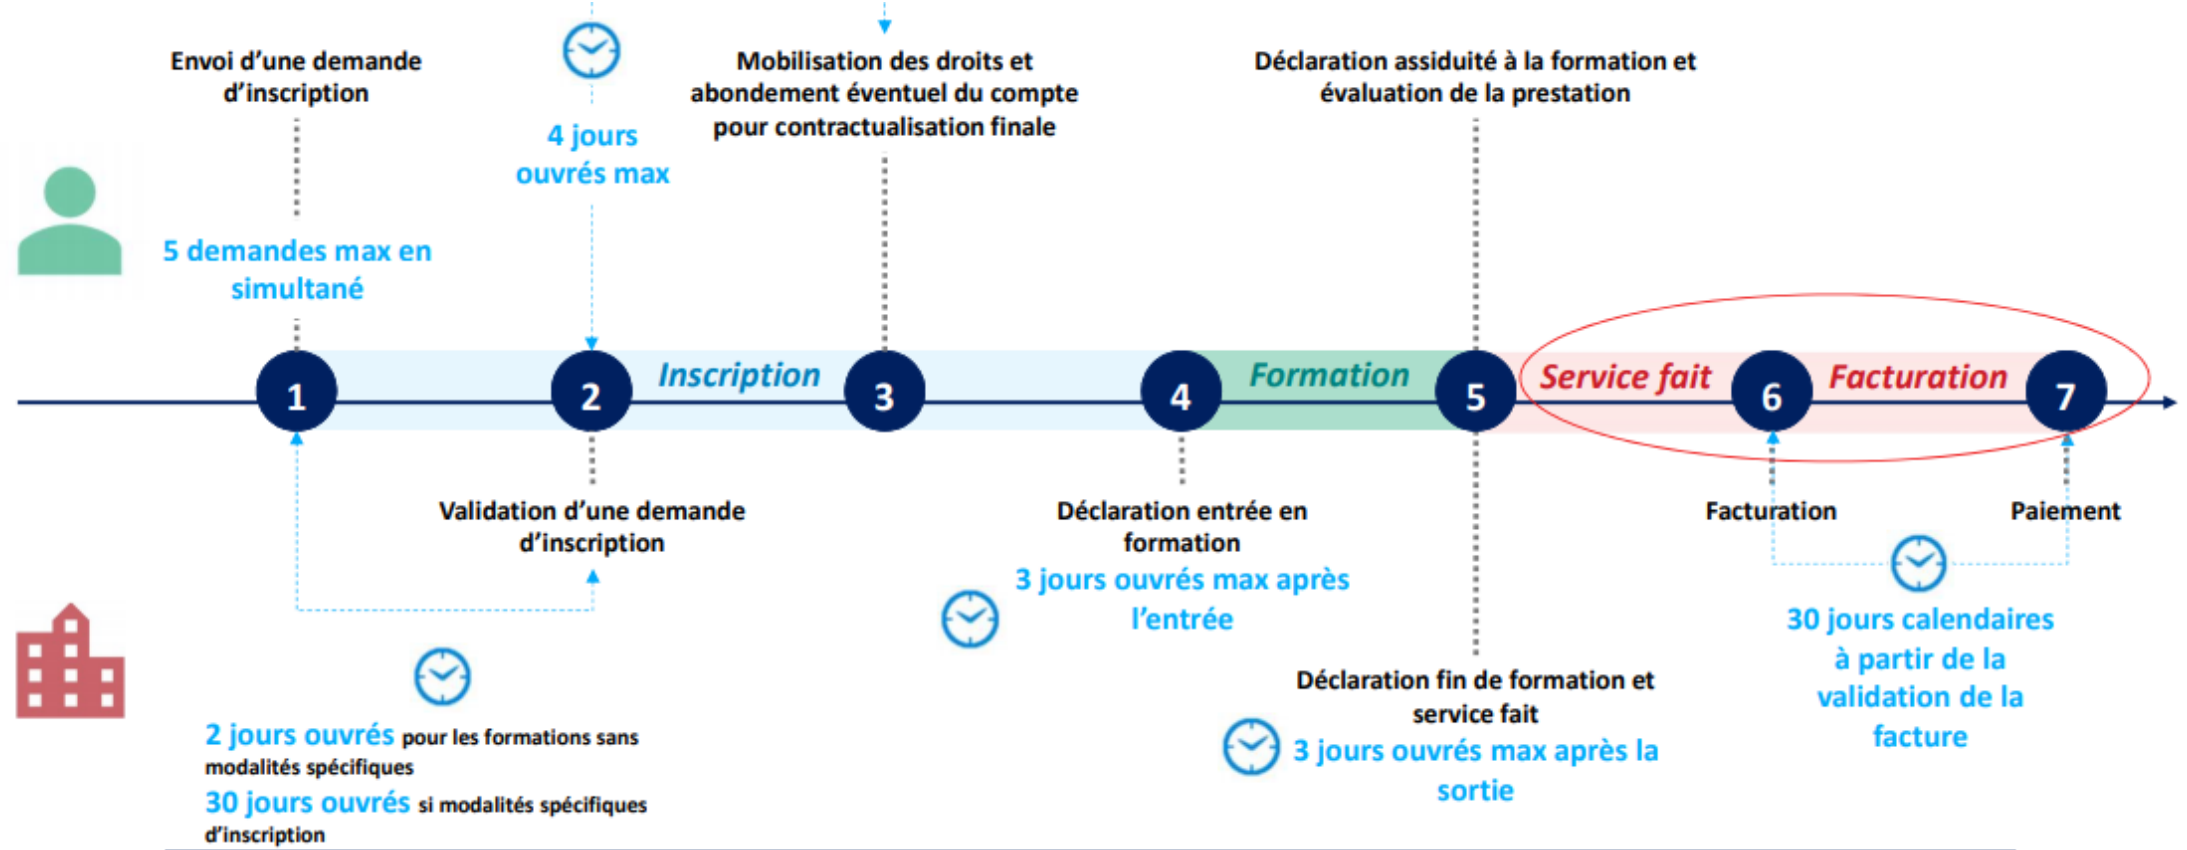 Envoi d’une demande
d’inscription
5 demandes max en
simultané
4 jours
ouvrés max
Mobilisation des droits et
abondement éventuel du compte
pour contractualisation finale
Déclaration assiduité à la formation et
évaluation de la prestation
1
2
Inscription
3
4
Formation
5
Service fait
6
Facturation
7
Validation d’une demande
d’inscription
2 jours ouvrés pour les formations sans
modalités spécifiques
30 jours ouvrés si modalités spécifiques
d’inscription
Déclaration entrée en
formation
3 jours ouvrés max après
l’entrée
Déclaration fin de formation et
service fait
3 jours ouvrés max après la
sortie
Facturation
Paiement
30 jours calendaires
à partir de la
validation de la
facture